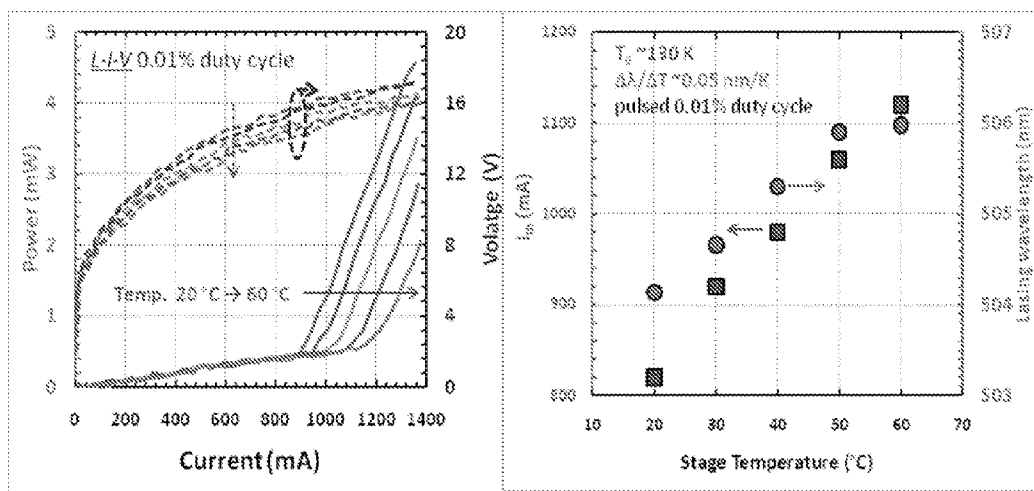 L-I-V 0.01% duty cycle
Temp. 20 °C → 60 °C
Power (mW)
5
4
3
2
1
0
Volatge (V)
20
16
12
8
4
0
0 200 400 600 800 1000 1200 1400
Current (mA)
~130 K
Δλ/ΔT ~0.05 nm/K
pulsed 0.01% duty cycle
(mA)
1200
1100
1000
900
800
Lasing wavelength (nm)
507
506
505
504
503
10 20 30 40 50 60 70
Stage Temperature (°C)